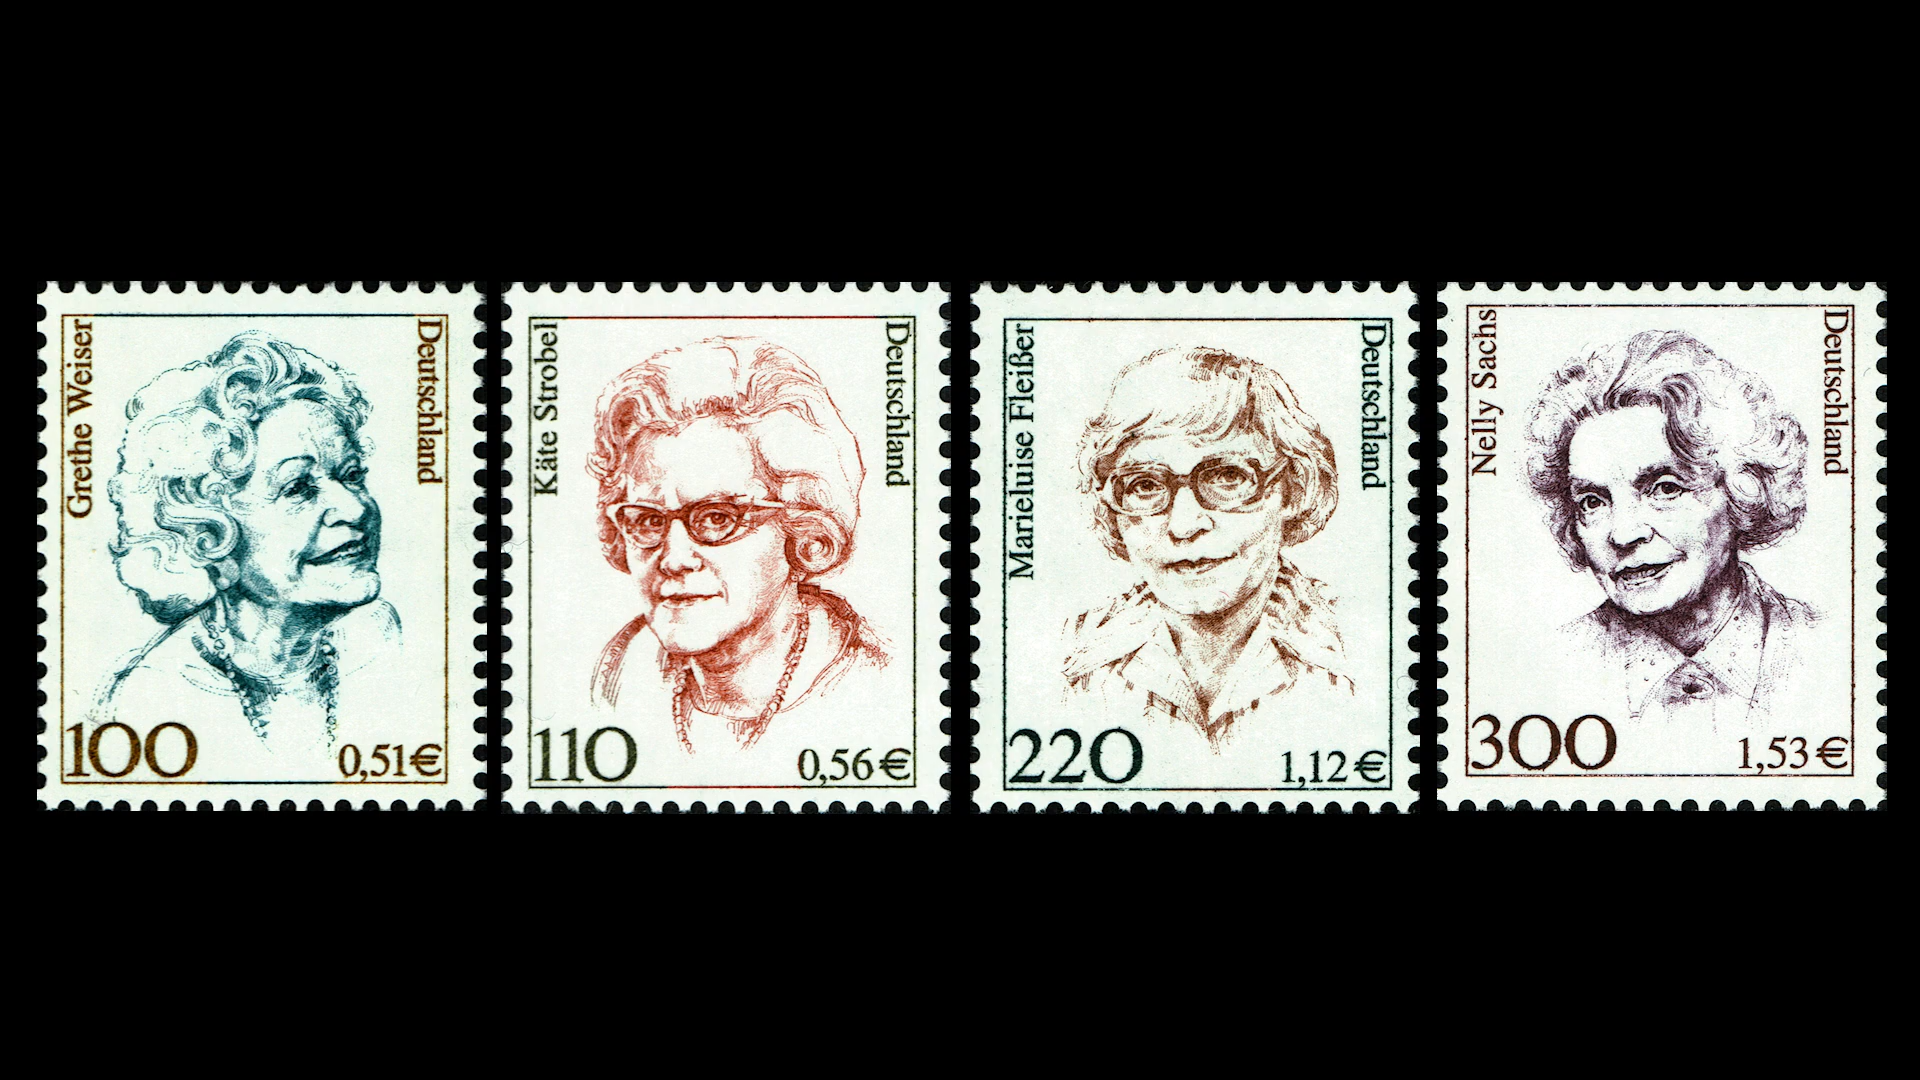 Grethe Weiser
Deutschland
100
0,51€
Käte Strobel
Deutschland
110
0,56€
Marieluise Fleißer
Deutschland
220
1,12€
Nelly Sachs
Deutschland
300
1,53€